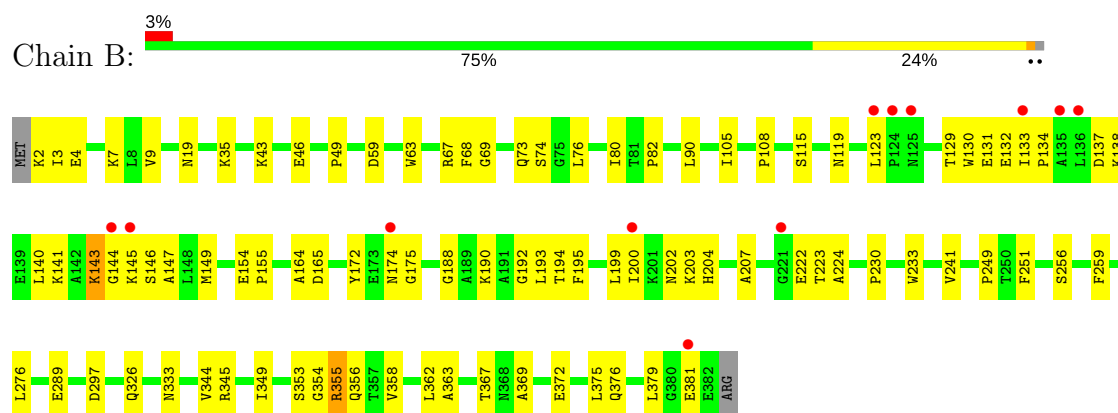 3%
Chain B:
75% 24% ••
MET K2 I3 E4 K7 L8 V9 N19 K35 K43 E46 P49 D59 W63 R67 F68 G69 Q73 S74 G75 L76 I80 T81 P82 L90 I105 P108 S115 N119 L123 P124 N125 T129 W130 E131 E132 I133 P134 A135 L136 D137
E139 L140 K141 A142 K143 G144 K145 S146 A147 L148 M149 E154 P155 A164 D165 Y172 E173 N174 G175 G188 A189 K190 A191 G192 L193 T194 F195 L199 I200 K201 N202 K203 H204 A207 G221 E222 T223 A224 P230 W233 V241 P249 T250 F251 S256 F259
L276 E289 D297 Q326 N333 V344 R345 I349 S353 G354 R355 Q356 T357 V358 L362 A363 T367 N368 A369 E372 L375 Q376 L379 G380 E381 E382 ARG